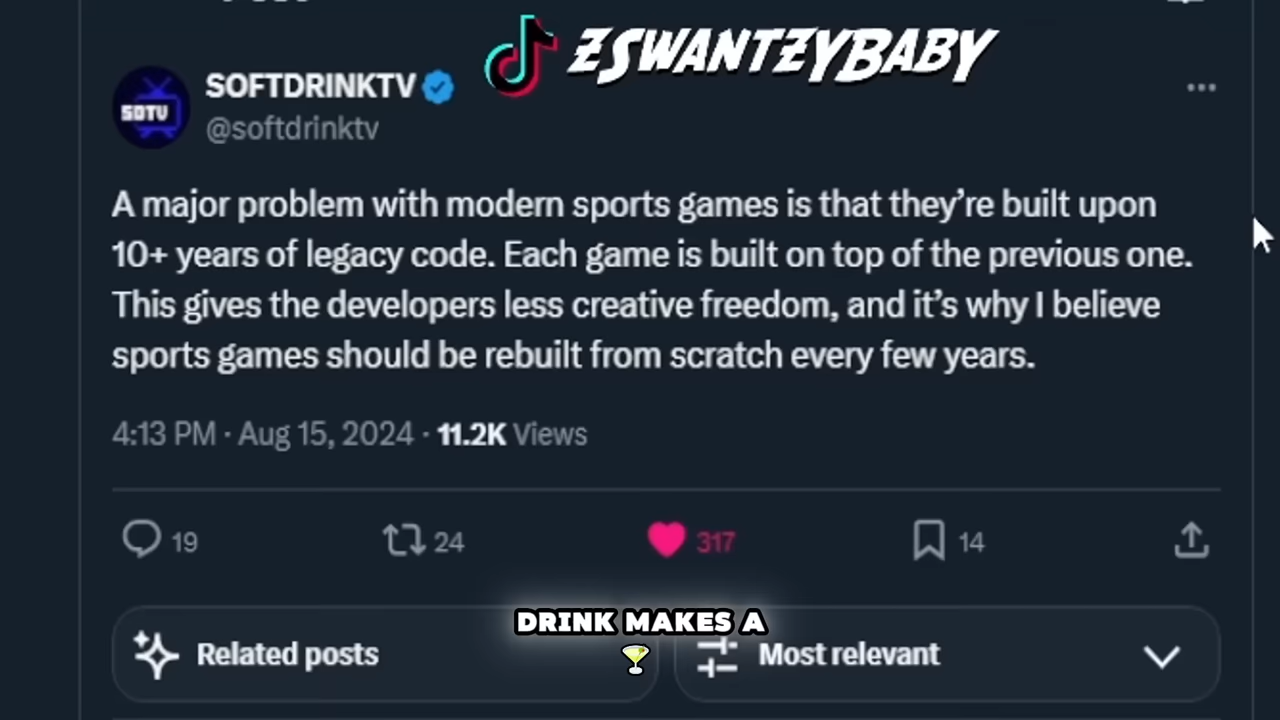 ZSWANTZYBABY
SOFTDRINKTV
SDTV
@softdrinktv
A major problem with modern sports games is that they’re built upon
10+ years of legacy code. Each game is built on top of the previous one.
This gives the developers less creative freedom, and it’s why I believe
sports games should be rebuilt from scratch every few years.
4:13 PM · Aug 15, 2024 · 11.2K Views
19 24 317 14
DRINK MAKES A
Related posts Most relevant